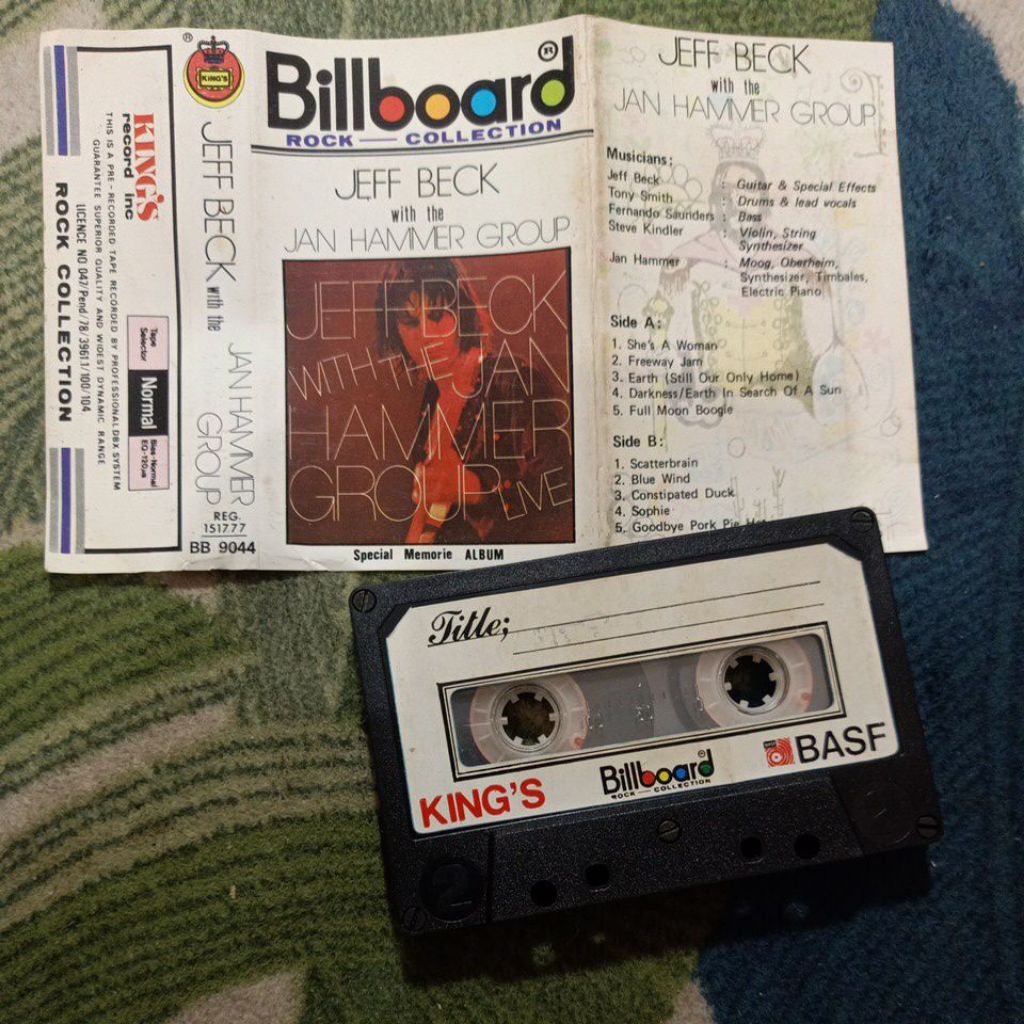 KING'S
record inc
THIS IS A PRE - RECORDED TAPE RECORDED BY PROFESSIONAL DBX SYSTEM
GUARANTEE SUPERIOR QUALITY AND WIDEST DYNAMIC RANGE
LICENCE NO 047/Pend/78/3961.1/100/104.
ROCK COLLECTION
Tape
Selector
Normal
Bias-Normal
EQ-120µs
®
KING'S
JEFF BECK with the JAN HAMMER
GROUP
REG.
151777
BB 9044
Billboard®
ROCK — COLLECTION
JEFF BECK
with the
JAN HAMMER GROUP
JEFF BECK
WITH THE JAN
HAMMER
GROUP LIVE
Special Memorie ALBUM
JEFF BECK
with the
JAN HAMMER GROUP
Musicians:
Jeff Beck : Guitar & Special Effects
Tony Smith : Drums & lead vocals
Fernando Saunders : Bass
Steve Kindler : Violin, String
Synthesizer
Jan Hammer : Moog, Oberheim,
Synthesizer, Timbales,
Electric Piano
Side A:
1. She's A Woman
2. Freeway Jam
3. Earth (Still Our Only Home)
4. Darkness/Earth In Search Of A Sun
5. Full Moon Boogie
Side B:
1. Scatterbrain
2. Blue Wind
3. Constipated Duck
4. Sophie
5. Goodbye Pork Pie
Title;
KING'S
Billboard®
ROCK — COLLECTION
BASF
2